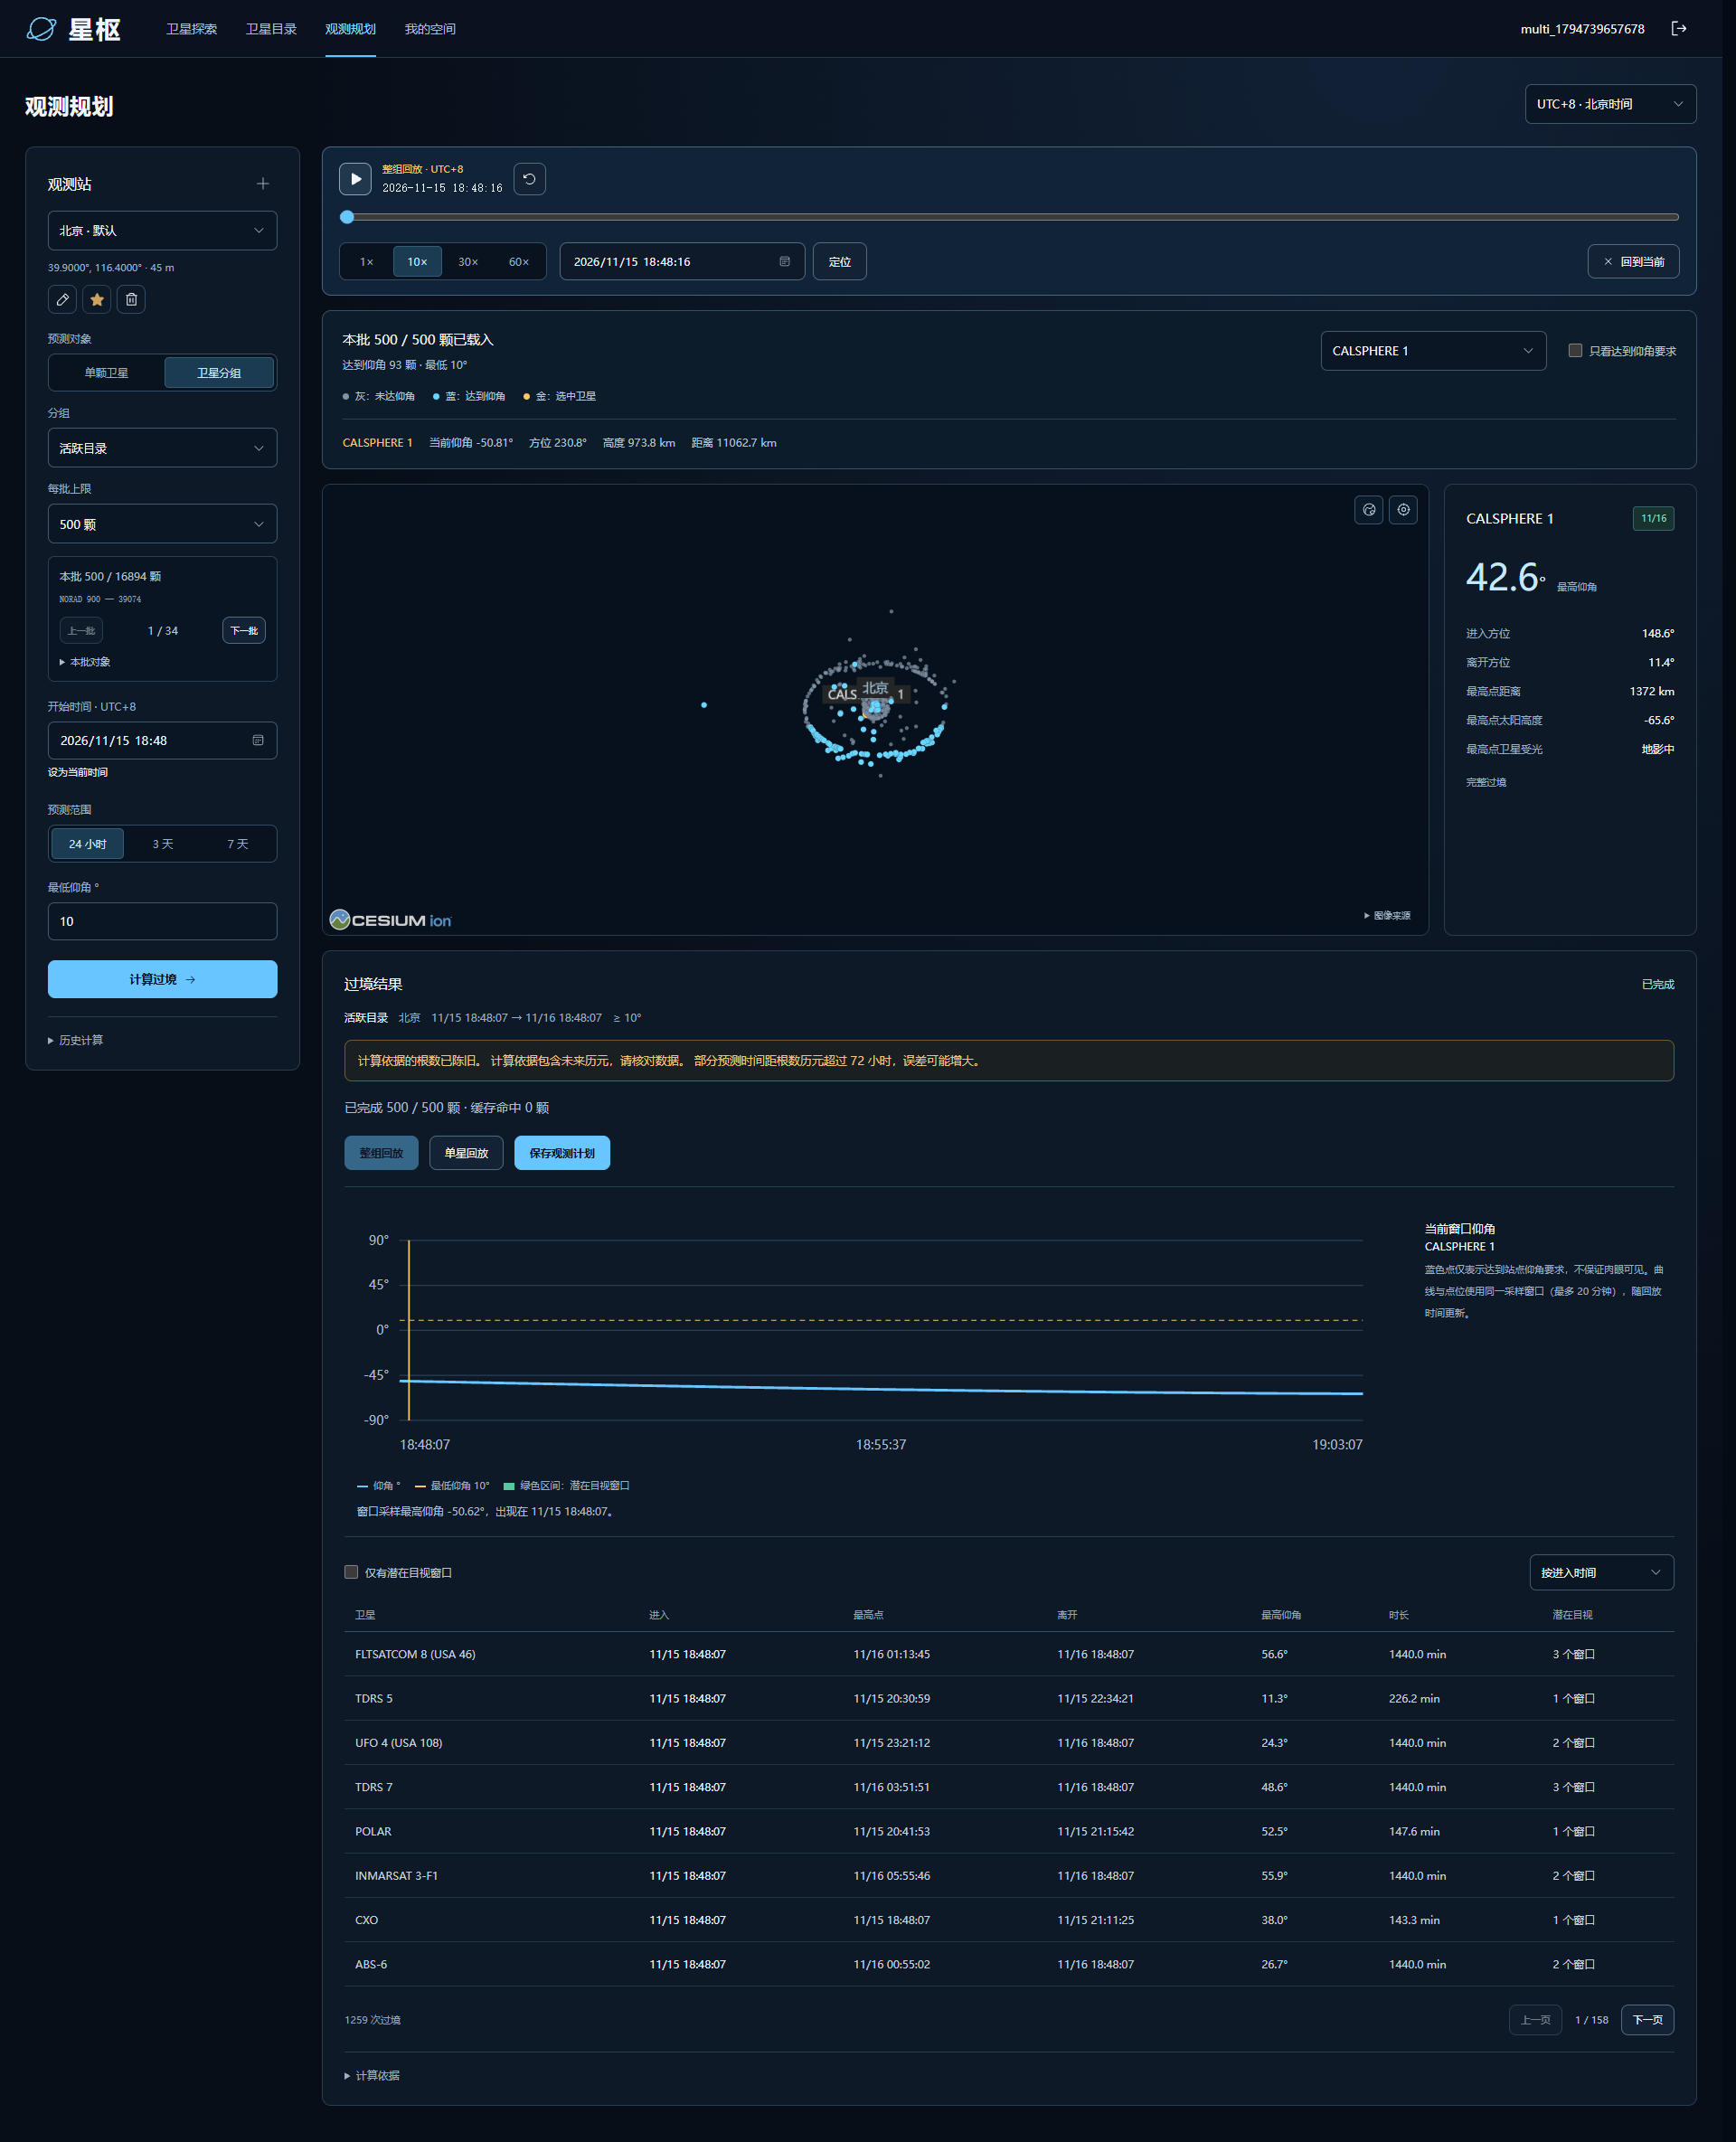 星枢 卫星探索 卫星目录 观测规划 我的空间 multi_1794739657678
观测规划
UTC+8 · 北京时间
观测站
北京 · 默认
39.9000°, 116.4000° · 45 m
预测对象
单颗卫星 卫星分组
分组
活跃目录
每批上限
500 颗
本批 500 / 16894 颗
NORAD 900 — 39074
上一批 1 / 34 下一批
本批对象
开始时间 · UTC+8
2026/11/15 18:48
设为当前时间
预测范围
24 小时 3 天 7 天
最低仰角 °
10
计算过境 →
历史计算
整组回放 · UTC+8
2026-11-15 18:48:16
1× 10× 30× 60× 2026/11/15 18:48:16 定位 × 回到当前
本批 500 / 500 颗已载入
达到仰角 93 颗 · 最低 10°
灰：未达仰角 蓝：达到仰角 金：选中卫星
CALSPHERE 1
只看达到仰角要求
CALSPHERE 1 当前仰角 -50.81° 方位 230.8° 高度 973.8 km 距离 11062.7 km
CALS 北京 1
CESIUM ion
图像来源
CALSPHERE 1 11/16
42.6° 最高仰角
进入方位 148.6°
离开方位 11.4°
最高点距离 1372 km
最高点太阳高度 -65.6°
最高点卫星受光 地影中
完整过境
过境结果 已完成
活跃目录 北京 11/15 18:48:07 → 11/16 18:48:07 ≥ 10°
计算依据的根数已陈旧。 计算依据包含未来历元，请核对数据。 部分预测时间距根数历元超过 72 小时，误差可能增大。
已完成 500 / 500 颗 · 缓存命中 0 颗
整组回放 单星回放 保存观测计划
90°
45°
0°
-45°
-90°
18:48:07 18:55:37 19:03:07
当前窗口仰角
CALSPHERE 1
蓝色点仅表示达到站点仰角要求，不保证肉眼可见。曲
线与点位使用同一采样窗口（最多 20 分钟），随回放
时间更新。
仰角 ° 最低仰角 10° 绿色区间：潜在目视窗口
窗口采样最高仰角 -50.62°，出现在 11/15 18:48:07。
仅有潜在目视窗口 按进入时间
卫星 进入 最高点 离开 最高仰角 时长 潜在目视
FLTSATCOM 8 (USA 46) 11/15 18:48:07 11/16 01:13:45 11/16 18:48:07 56.6° 1440.0 min 3 个窗口
TDRS 5 11/15 18:48:07 11/15 20:30:59 11/15 22:34:21 11.3° 226.2 min 1 个窗口
UFO 4 (USA 108) 11/15 18:48:07 11/15 23:21:12 11/16 18:48:07 24.3° 1440.0 min 2 个窗口
TDRS 7 11/15 18:48:07 11/16 03:51:51 11/16 18:48:07 48.6° 1440.0 min 3 个窗口
POLAR 11/15 18:48:07 11/15 20:41:53 11/15 21:15:42 52.5° 147.6 min 1 个窗口
INMARSAT 3-F1 11/15 18:48:07 11/16 05:55:46 11/16 18:48:07 55.9° 1440.0 min 2 个窗口
CXO 11/15 18:48:07 11/15 18:48:07 11/15 21:11:25 38.0° 143.3 min 1 个窗口
ABS-6 11/15 18:48:07 11/16 00:55:02 11/16 18:48:07 26.7° 1440.0 min 2 个窗口
1259 次过境 上一页 1 / 158 下一页
计算依据